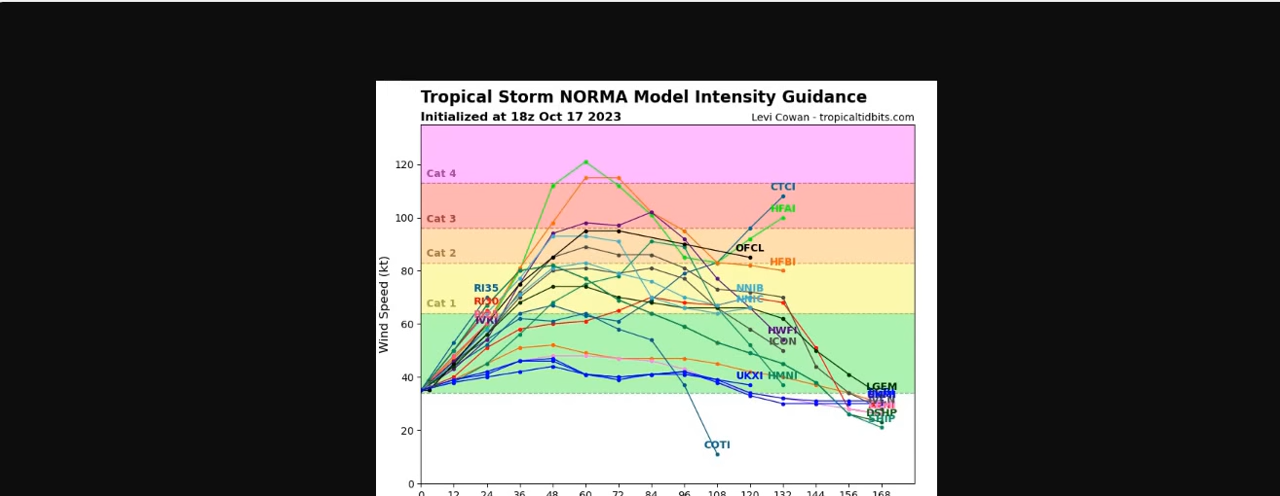 Tropical Storm NORMA Model Intensity Guidance
Initialized at 18z Oct 17 2023
Levi Cowan - tropicaltidbits.com
Wind Speed (kt)
120
100
80
60
40
20
0
Cat 4
Cat 3
Cat 2
Cat 1
CTCI
HFAI
OFCL
HFBI
RI35
RI30
NNIB
NNIC
HWFI
ICON
UKXI
HMNI
LGEM
DSHP
SHIP
COTI
0 12 24 36 48 60 72 84 96 108 120 132 144 156 168